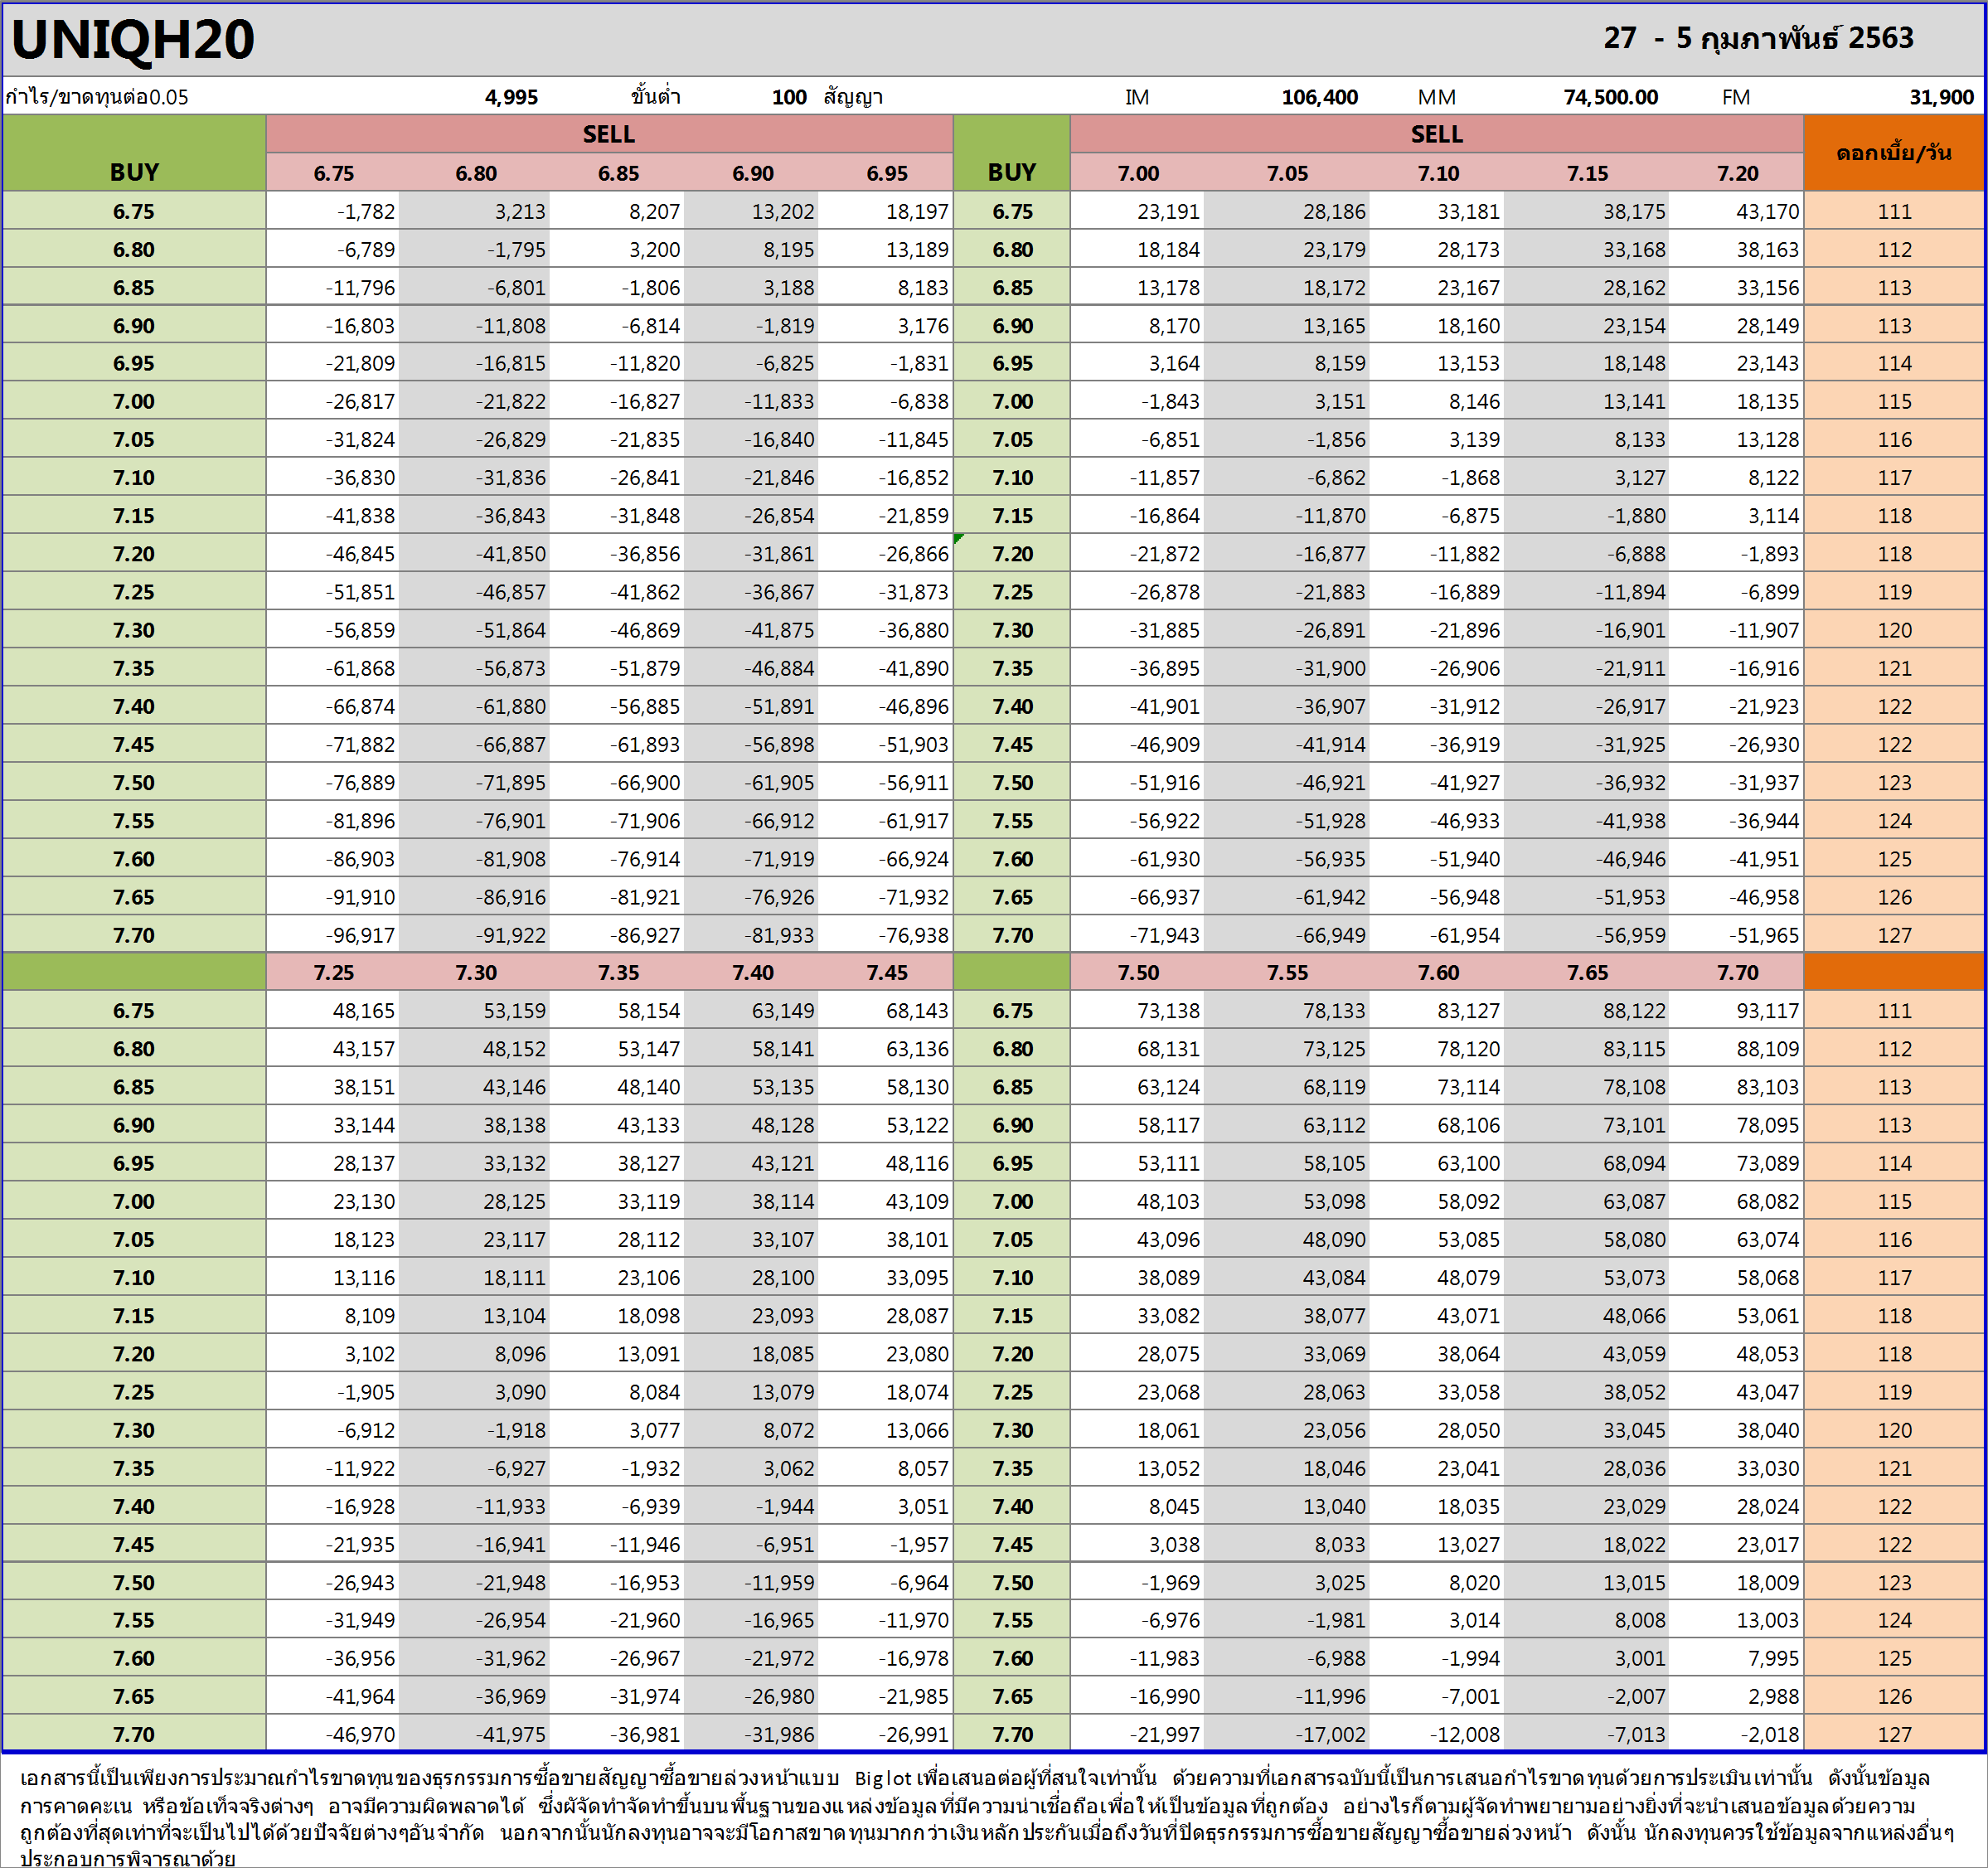 UNIQH20 27 - 5 กุมภาพันธ์ 2563
กำไร/ขาดทุนต่อ0.05 4,995 ขั้นต่ำ 100 สัญญา IM 106,400 MM 74,500.00 FM 31,900
SELL SELL ดอกเบี้ย/วัน
BUY 6.75 6.80 6.85 6.90 6.95 BUY 7.00 7.05 7.10 7.15 7.20
6.75 -1,782 3,213 8,207 13,202 18,197 6.75 23,191 28,186 33,181 38,175 43,170 111
6.80 -6,789 -1,795 3,200 8,195 13,189 6.80 18,184 23,179 28,173 33,168 38,163 112
6.85 -11,796 -6,801 -1,806 3,188 8,183 6.85 13,178 18,172 23,167 28,162 33,156 113
6.90 -16,803 -11,808 -6,814 -1,819 3,176 6.90 8,170 13,165 18,160 23,154 28,149 113
6.95 -21,809 -16,815 -11,820 -6,825 -1,831 6.95 3,164 8,159 13,153 18,148 23,143 114
7.00 -26,817 -21,822 -16,827 -11,833 -6,838 7.00 -1,843 3,151 8,146 13,141 18,135 115
7.05 -31,824 -26,829 -21,835 -16,840 -11,845 7.05 -6,851 -1,856 3,139 8,133 13,128 116
7.10 -36,830 -31,836 -26,841 -21,846 -16,852 7.10 -11,857 -6,862 -1,868 3,127 8,122 117
7.15 -41,838 -36,843 -31,848 -26,854 -21,859 7.15 -16,864 -11,870 -6,875 -1,880 3,114 118
7.20 -46,845 -41,850 -36,856 -31,861 -26,866 7.20 -21,872 -16,877 -11,882 -6,888 -1,893 118
7.25 -51,851 -46,857 -41,862 -36,867 -31,873 7.25 -26,878 -21,883 -16,889 -11,894 -6,899 119
7.30 -56,859 -51,864 -46,869 -41,875 -36,880 7.30 -31,885 -26,891 -21,896 -16,901 -11,907 120
7.35 -61,868 -56,873 -51,879 -46,884 -41,890 7.35 -36,895 -31,900 -26,906 -21,911 -16,916 121
7.40 -66,874 -61,880 -56,885 -51,891 -46,896 7.40 -41,901 -36,907 -31,912 -26,917 -21,923 122
7.45 -71,882 -66,887 -61,893 -56,898 -51,903 7.45 -46,909 -41,914 -36,919 -31,925 -26,930 122
7.50 -76,889 -71,895 -66,900 -61,905 -56,911 7.50 -51,916 -46,921 -41,927 -36,932 -31,937 123
7.55 -81,896 -76,901 -71,906 -66,912 -61,917 7.55 -56,922 -51,928 -46,933 -41,938 -36,944 124
7.60 -86,903 -81,908 -76,914 -71,919 -66,924 7.60 -61,930 -56,935 -51,940 -46,946 -41,951 125
7.65 -91,910 -86,916 -81,921 -76,926 -71,932 7.65 -66,937 -61,942 -56,948 -51,953 -46,958 126
7.70 -96,917 -91,922 -86,927 -81,933 -76,938 7.70 -71,943 -66,949 -61,954 -56,959 -51,965 127
7.25 7.30 7.35 7.40 7.45 7.50 7.55 7.60 7.65 7.70
6.75 48,165 53,159 58,154 63,149 68,143 6.75 73,138 78,133 83,127 88,122 93,117 111
6.80 43,157 48,152 53,147 58,141 63,136 6.80 68,131 73,125 78,120 83,115 88,109 112
6.85 38,151 43,146 48,140 53,135 58,130 6.85 63,124 68,119 73,114 78,108 83,103 113
6.90 33,144 38,138 43,133 48,128 53,122 6.90 58,117 63,112 68,106 73,101 78,095 113
6.95 28,137 33,132 38,127 43,121 48,116 6.95 53,111 58,105 63,100 68,094 73,089 114
7.00 23,130 28,125 33,119 38,114 43,109 7.00 48,103 53,098 58,092 63,087 68,082 115
7.05 18,123 23,117 28,112 33,107 38,101 7.05 43,096 48,090 53,085 58,080 63,074 116
7.10 13,116 18,111 23,106 28,100 33,095 7.10 38,089 43,084 48,079 53,073 58,068 117
7.15 8,109 13,104 18,098 23,093 28,087 7.15 33,082 38,077 43,071 48,066 53,061 118
7.20 3,102 8,096 13,091 18,085 23,080 7.20 28,075 33,069 38,064 43,059 48,053 118
7.25 -1,905 3,090 8,084 13,079 18,074 7.25 23,068 28,063 33,058 38,052 43,047 119
7.30 -6,912 -1,918 3,077 8,072 13,066 7.30 18,061 23,056 28,050 33,045 38,040 120
7.35 -11,922 -6,927 -1,932 3,062 8,057 7.35 13,052 18,046 23,041 28,036 33,030 121
7.40 -16,928 -11,933 -6,939 -1,944 3,051 7.40 8,045 13,040 18,035 23,029 28,024 122
7.45 -21,935 -16,941 -11,946 -6,951 -1,957 7.45 3,038 8,033 13,027 18,022 23,017 122
7.50 -26,943 -21,948 -16,953 -11,959 -6,964 7.50 -1,969 3,025 8,020 13,015 18,009 123
7.55 -31,949 -26,954 -21,960 -16,965 -11,970 7.55 -6,976 -1,981 3,014 8,008 13,003 124
7.60 -36,956 -31,962 -26,967 -21,972 -16,978 7.60 -11,983 -6,988 -1,994 3,001 7,995 125
7.65 -41,964 -36,969 -31,974 -26,980 -21,985 7.65 -16,990 -11,996 -7,001 -2,007 2,988 126
7.70 -46,970 -41,975 -36,981 -31,986 -26,991 7.70 -21,997 -17,002 -12,008 -7,013 -2,018 127
เอกสารนี้เป็นเพียงการประมาณกำไรขาดทุนของธุรกรรมการซื้อขายสัญญาซื้อขายล่วงหน้าแบบ Big lot เพื่อเสนอต่อผู้ที่สนใจเท่านั้น ด้วยความที่เอกสารฉบับนี้เป็นการเสนอกำไรขาดทุนด้วยการประเมินเท่านั้น ดังนั้นข้อมูล
การคาดคะเน หรือข้อเท็จจริงต่างๆ อาจมีความผิดพลาดได้ ซึ่งผัจัดทำจัดทำขึ้นบนพื้นฐานของแหล่งข้อมูลที่มีความน่าเชื่อถือเพื่อให้เป็นข้อมูลที่ถูกต้อง อย่างไรก็ตามผู้จัดทำพยายามอย่างยิ่งที่จะนำเสนอข้อมูลด้วยความ
ถูกต้องที่สุดเท่าที่จะเป็นไปได้ด้วยปัจจัยต่างๆอันจำกัด นอกจากนั้นนักลงทุนอาจจะมีโอกาสขาดทุนมากกว่าเงินหลักประกันเมื่อถึงวันที่ปิดธุรกรรมการซื้อขายสัญญาซื้อขายล่วงหน้า ดังนั้น นักลงทุนควรใช้ข้อมูลจากแหล่งอื่นๆ
ประกอบการพิจารณาด้วย